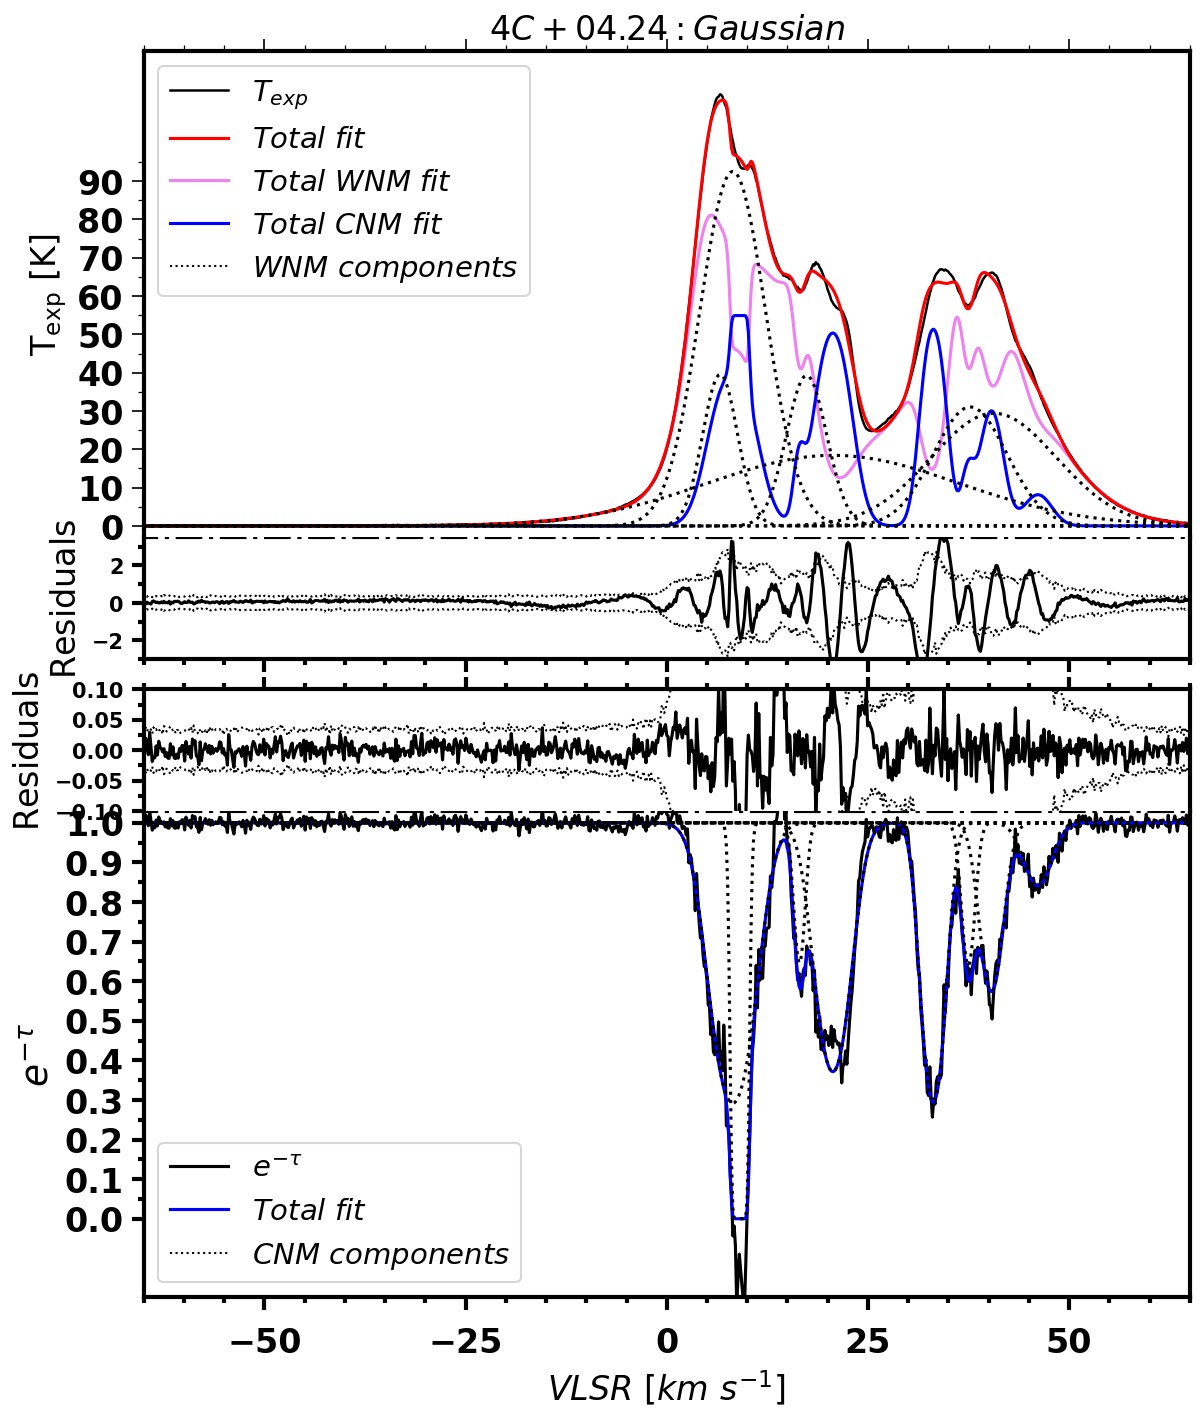 4C + 04.24 : Gaussian
T_exp
Total fit
Total WNM fit
Total CNM fit
WNM components
T_exp [K]
90
80
70
60
50
40
30
20
10
0
Residuals
2
0
−2
Residuals
0.10
0.05
0.00
−0.05
−0.10
e^−τ
1.0
0.9
0.8
0.7
0.6
0.5
0.4
0.3
0.2
0.1
0.0
e^−τ
Total fit
CNM components
−50 −25 0 25 50
VLSR [km s^−1]